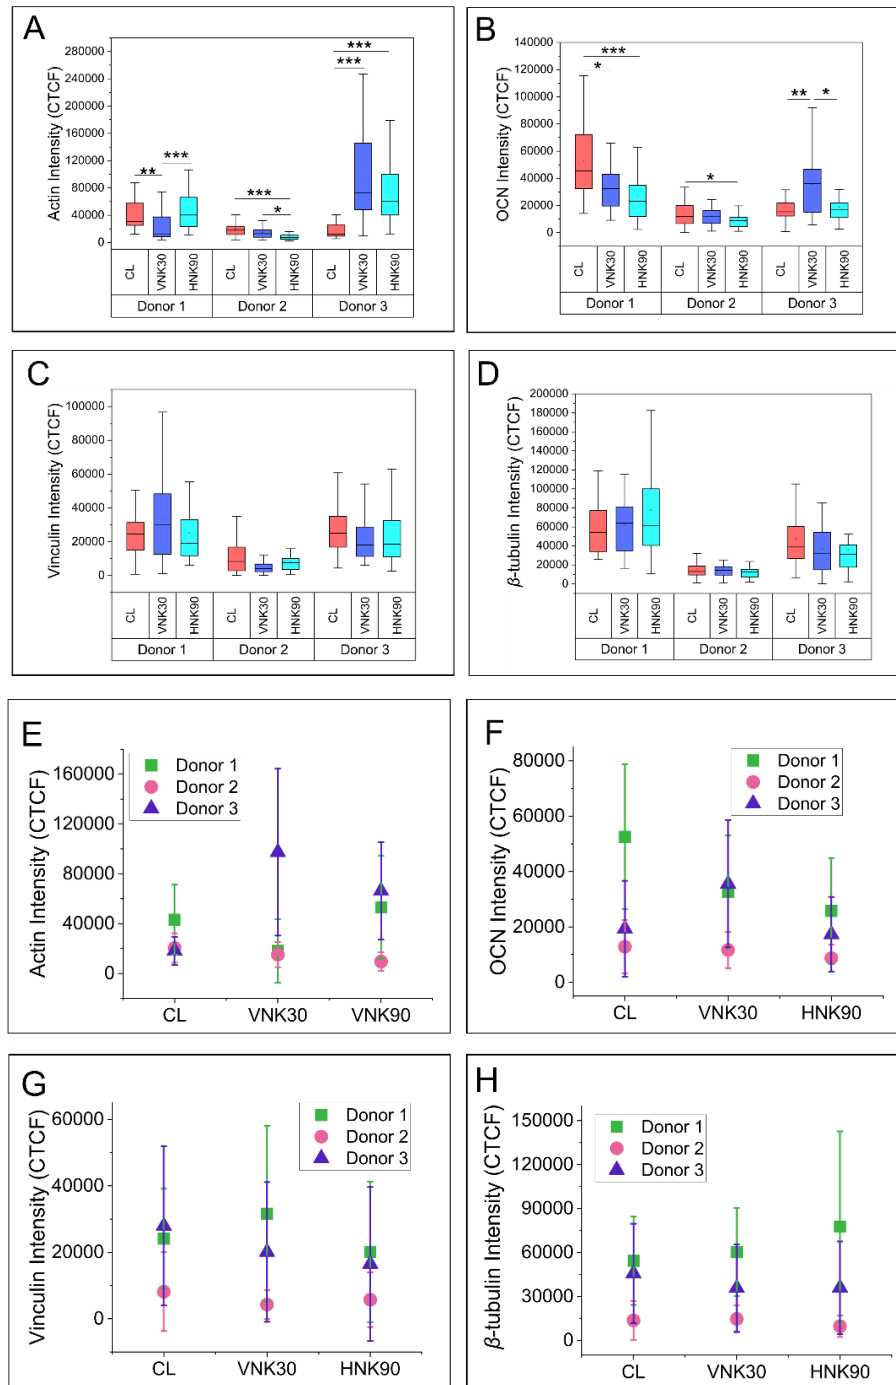 A
Actin Intensity (CTCF)
280000
240000
200000
160000
120000
80000
40000
0
** *** *** * *** ***
CL VNK30 HNK90 CL VNK30 HNK90 CL VNK30 HNK90
Donor 1 Donor 2 Donor 3
B
OCN Intensity (CTCF)
140000
120000
100000
80000
60000
40000
20000
0
*** * * ** *
CL VNK30 HNK90 CL VNK30 HNK90 CL VNK30 HNK90
Donor 1 Donor 2 Donor 3
C
Vinculin Intensity (CTCF)
100000
80000
60000
40000
20000
0
CL VNK30 HNK90 CL VNK30 HNK90 CL VNK30 HNK90
Donor 1 Donor 2 Donor 3
D
β-tubulin Intensity (CTCF)
200000
180000
160000
140000
120000
100000
80000
60000
40000
20000
0
CL VNK30 HNK90 CL VNK30 HNK90 CL VNK30 HNK90
Donor 1 Donor 2 Donor 3
E
Actin Intensity (CTCF)
160000
120000
80000
40000
0
Donor 1
Donor 2
Donor 3
CL VNK30 VNK90
F
OCN Intensity (CTCF)
80000
60000
40000
20000
0
Donor 1
Donor 2
Donor 3
CL VNK30 HNK90
G
Vinculin Intensity (CTCF)
60000
40000
20000
0
Donor 1
Donor 2
Donor 3
CL VNK30 HNK90
H
β-tubulin Intensity (CTCF)
150000
120000
90000
60000
30000
0
Donor 1
Donor 2
Donor 3
CL VNK30 HNK90